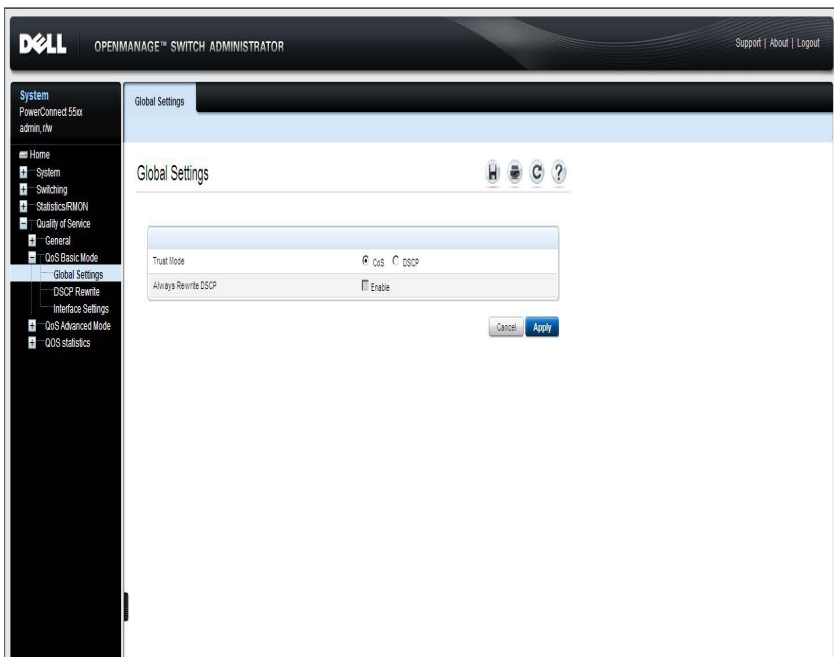 DELL OPENMANAGE™ SWITCH ADMINISTRATOR
Support | About | Logout
System
PowerConnect 55xx
admin, r/w
Home
System
Switching
Statistics/RMON
Quality of Service
General
QoS Basic Mode
Global Settings
DSCP Rewrite
Interface Settings
QoS Advanced Mode
QOS statistics
Global Settings
Global Settings
Trust Mode CoS DSCP
Always Rewrite DSCP Enable
Cancel Apply